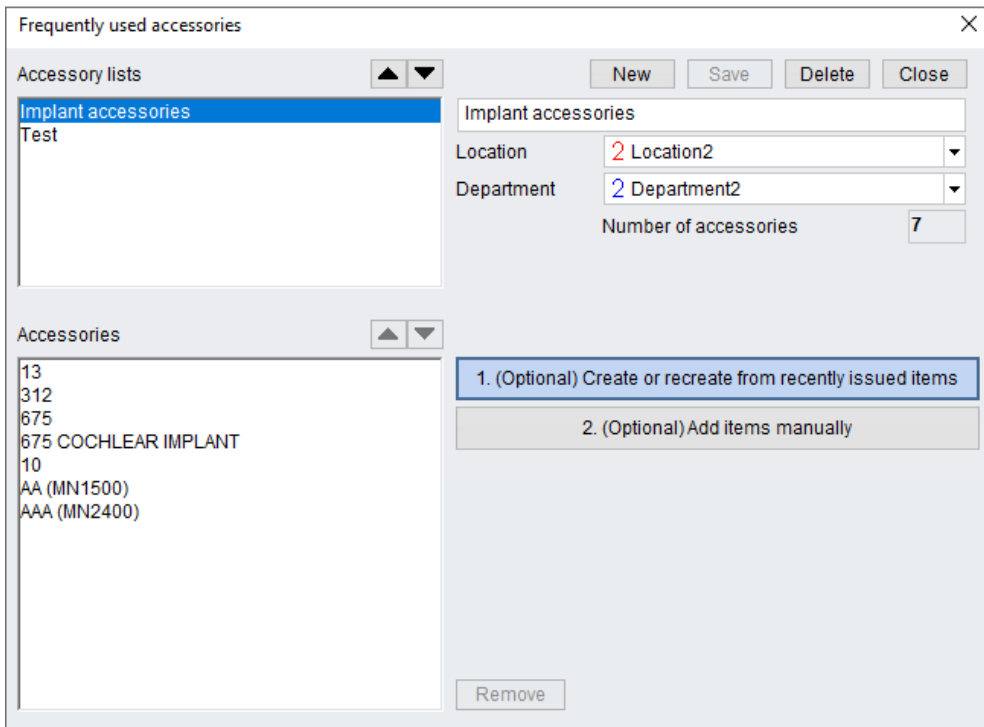 Frequently used accessories
Accessory lists
New Save Delete Close
Implant accessories
Test
Implant accessories
Location 2 Location2
Department 2 Department2
Number of accessories 7
Accessories
13
312
675
675 COCHLEAR IMPLANT
10
AA (MN1500)
AAA (MN2400)
1. (Optional) Create or recreate from recently issued items
2. (Optional) Add items manually
Remove